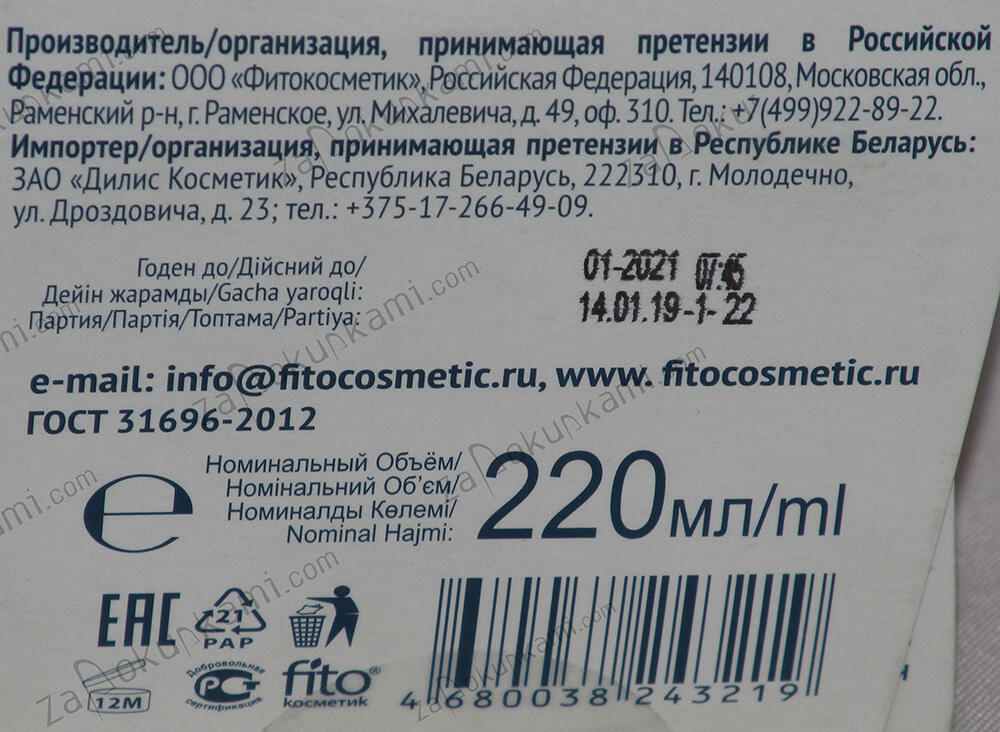 Производитель/организация, принимающая претензии в Российской
Федерации: ООО «Фитокосметик», Российская Федерация, 140108, Московская обл.,
Раменский р-н, г. Раменское, ул. Михалевича, д. 49, оф. 310. Тел.: +7(499)922-89-22.
Импортер/организация, принимающая претензии в Республике Беларусь:
ЗАО «Дилис Косметик», Республика Беларусь, 222310, г. Молодечно,
ул. Дроздовича, д. 23; тел.: +375-17-266-49-09.
Годен до/Дійсний до/
Дейін жарамды/Gacha yaroqli:
Партия/Партія/Топтама/Partiya:
01-2021 07:45
14.01.19-1-22
e-mail: info@fitocosmetic.ru, www. fitocosmetic.ru
ГОСТ 31696-2012
Номинальный Объём/
Номінальний Об'єм/
Номиналды Көлемі/
Nominal Hajmi:
220мл/ml
e
EAC
21
PAP
12M
Добровольная
РСТ
сертификация
fito®
косметик
4 680038 243219
zaПokupkami.com